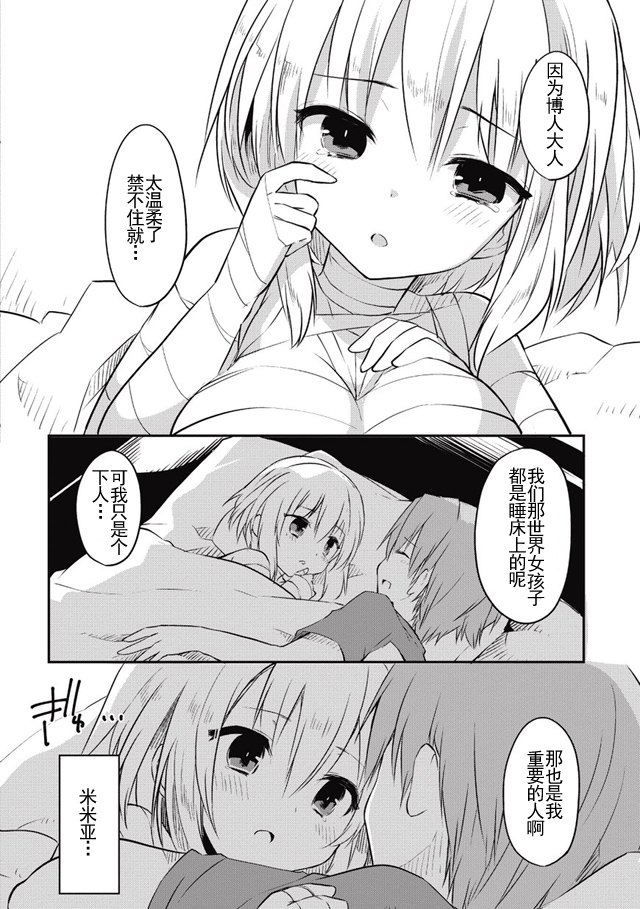 因为博人大人
太温柔了
禁不住就…
我们那世界女孩子
都是睡床上的呢
可我只是个
下人…
ぎゅ…
那也是我
重要的人啊
米米亚…